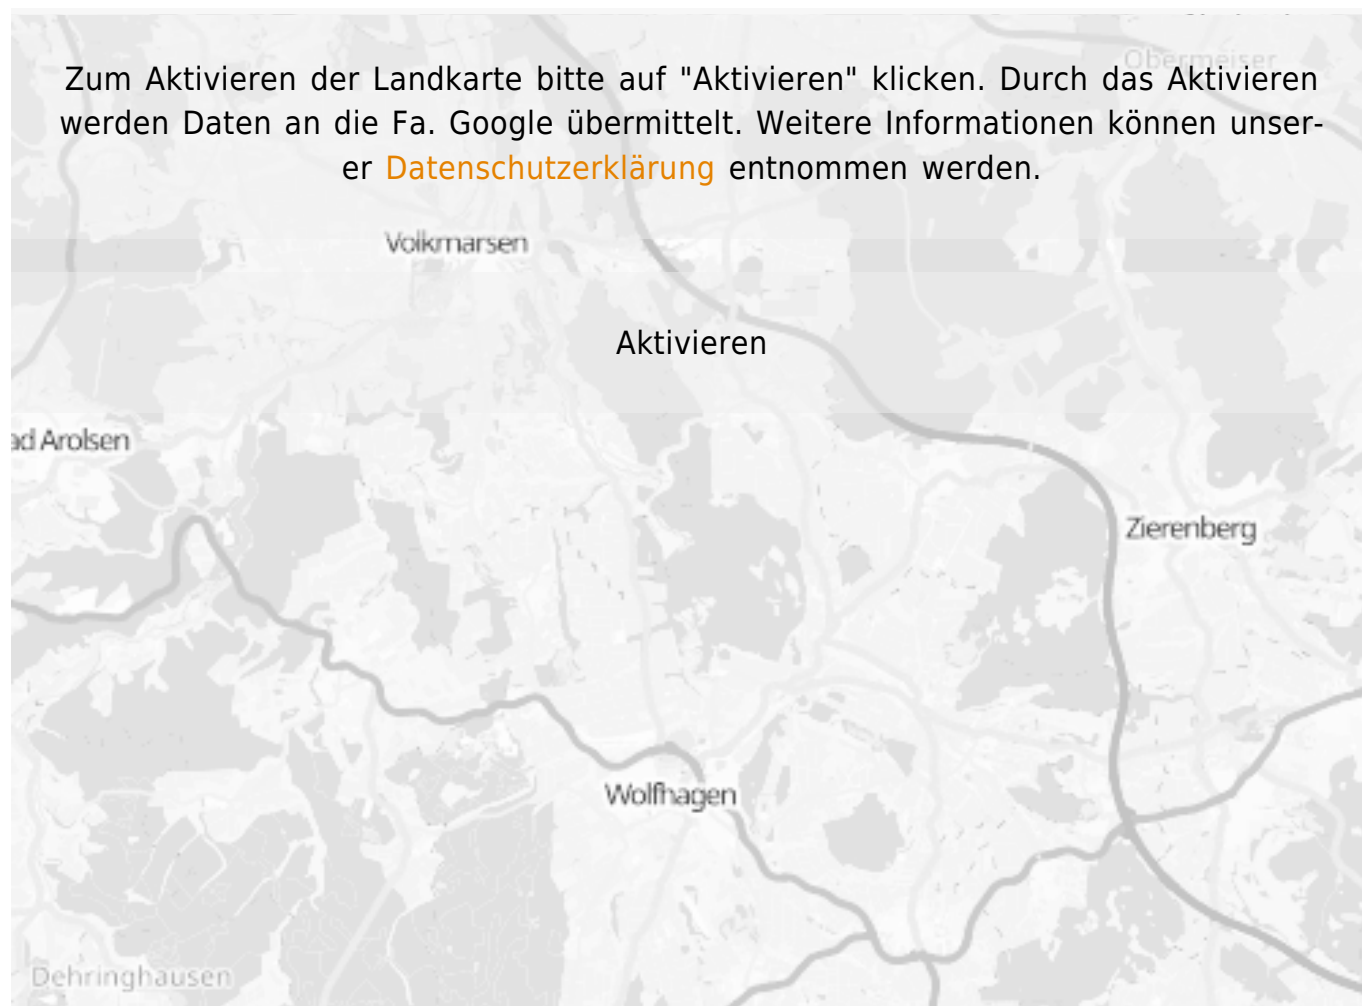 Obermeiser
Zum Aktivieren der Landkarte bitte auf "Aktivieren" klicken. Durch das Aktivieren
werden Daten an die Fa. Google übermittelt. Weitere Informationen können unser-
er Datenschutzerklärung entnommen werden.
Volkmarsen
Aktivieren
ad Arolsen
Zierenberg
Wolfhagen
Dehringhausen